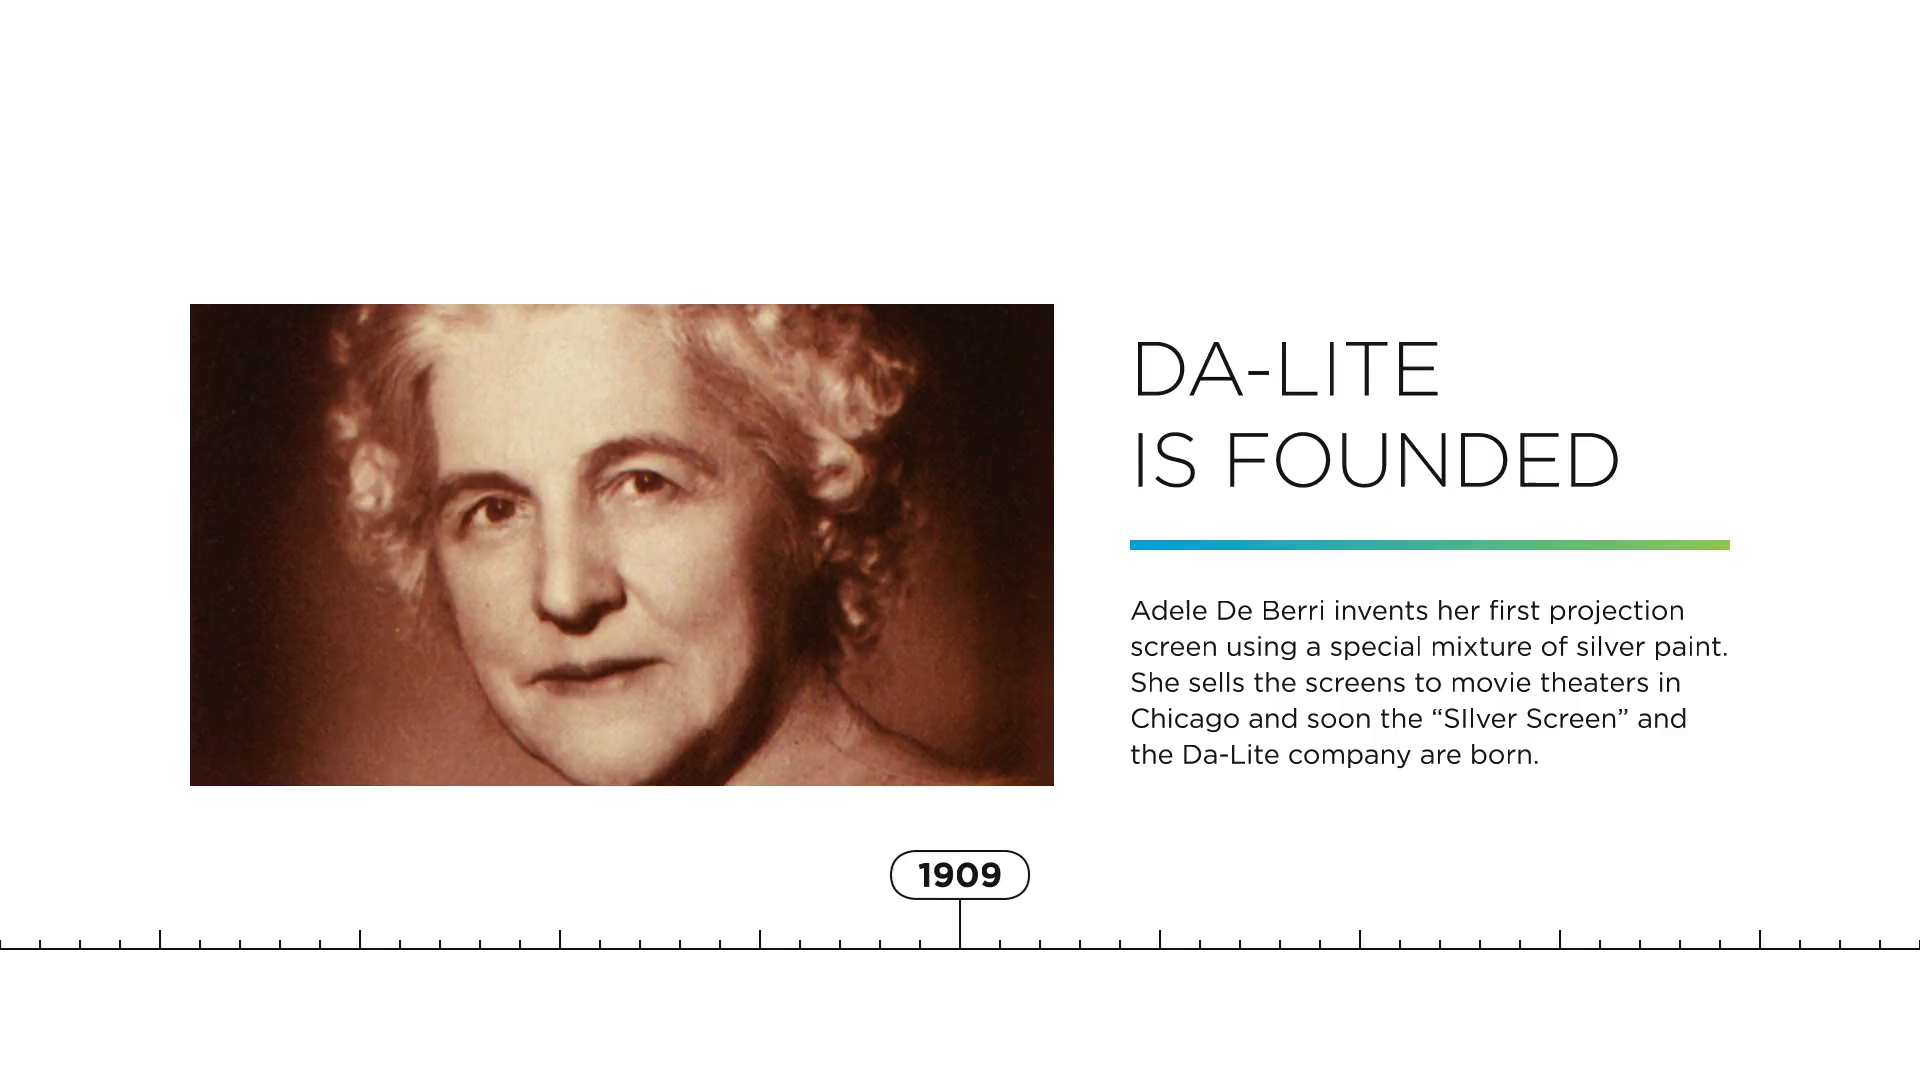 DA-LITE
IS FOUNDED
Adele De Berri invents her first projection
screen using a special mixture of silver paint.
She sells the screens to movie theaters in
Chicago and soon the “SIlver Screen” and
the Da-Lite company are born.
1909